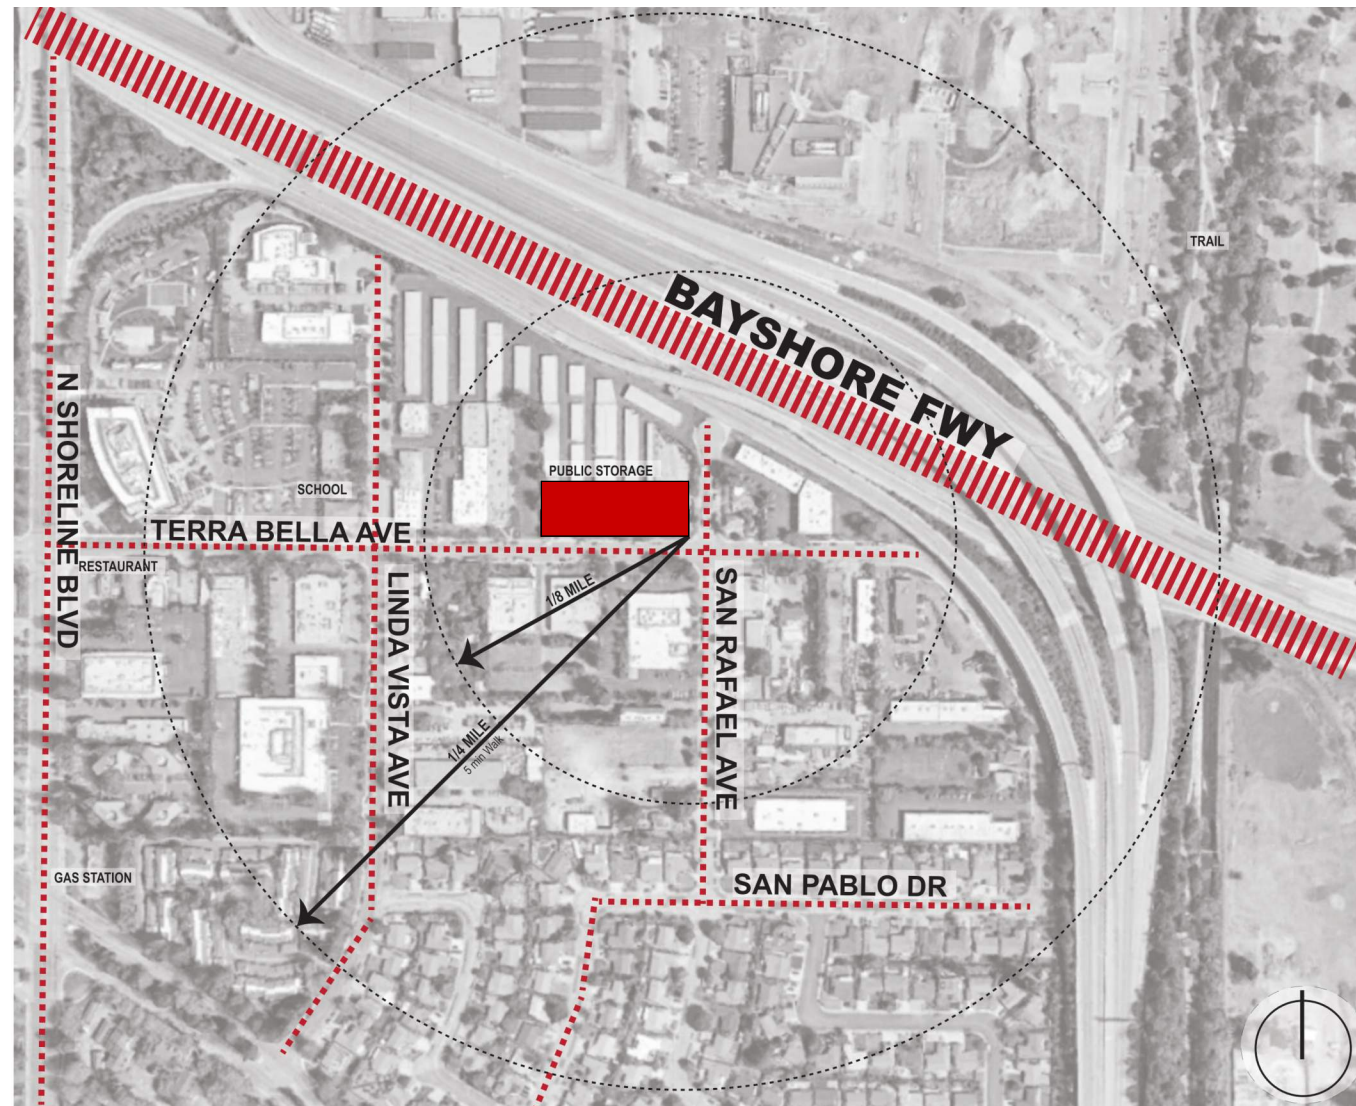 TRAIL
BAYSHORE FWY
N SHORELINE BLVD
PUBLIC STORAGE
SCHOOL
TERRA BELLA AVE
RESTAURANT
1/8 MILE
LINDA VISTA AVE
SAN RAFAEL AVE
1/4 MILE
5 min Walk
GAS STATION
SAN PABLO DR